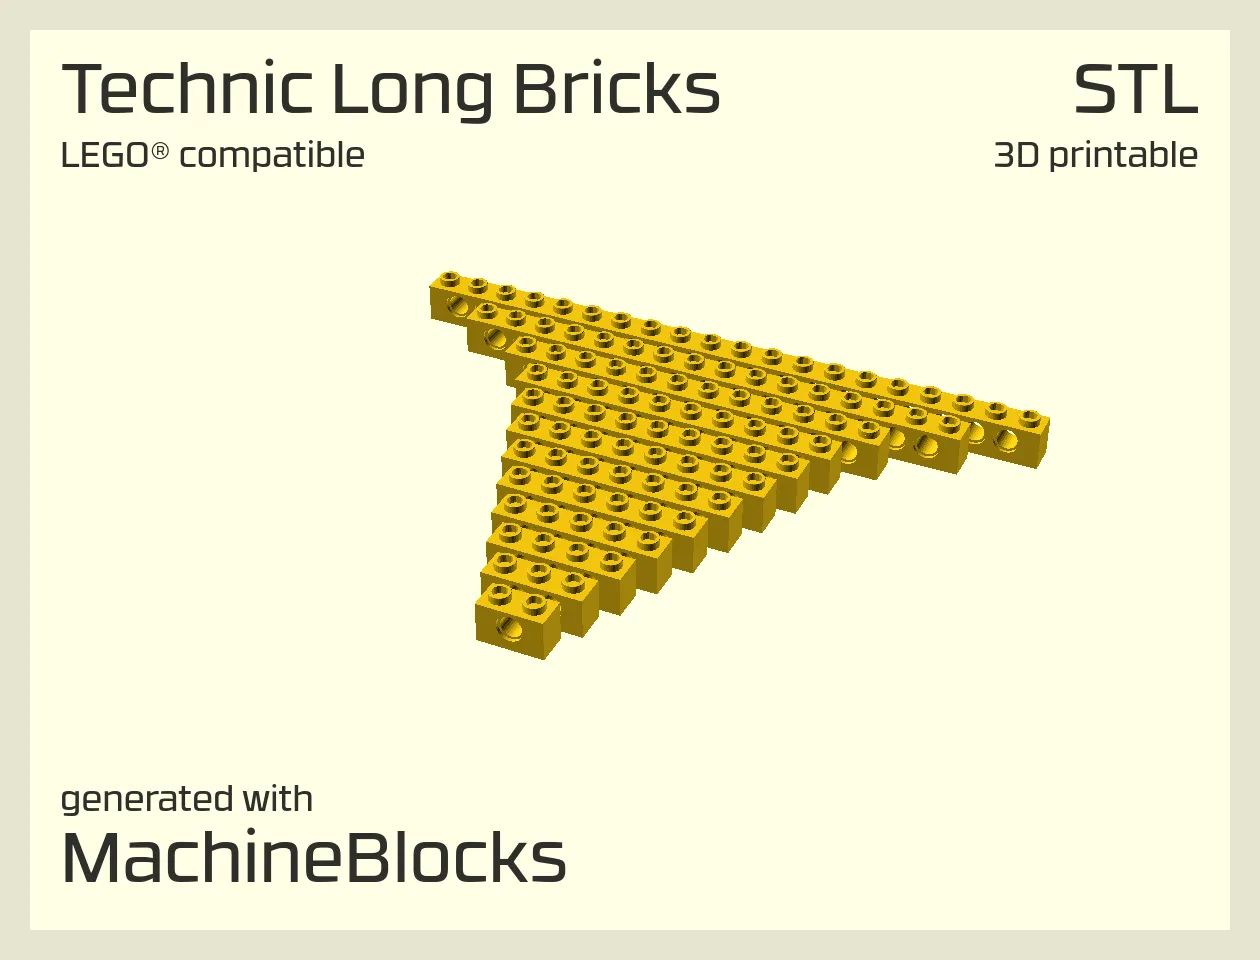 Technic Long Bricks
STL
LEGO® compatible
3D printable
generated with
MachineBlocks